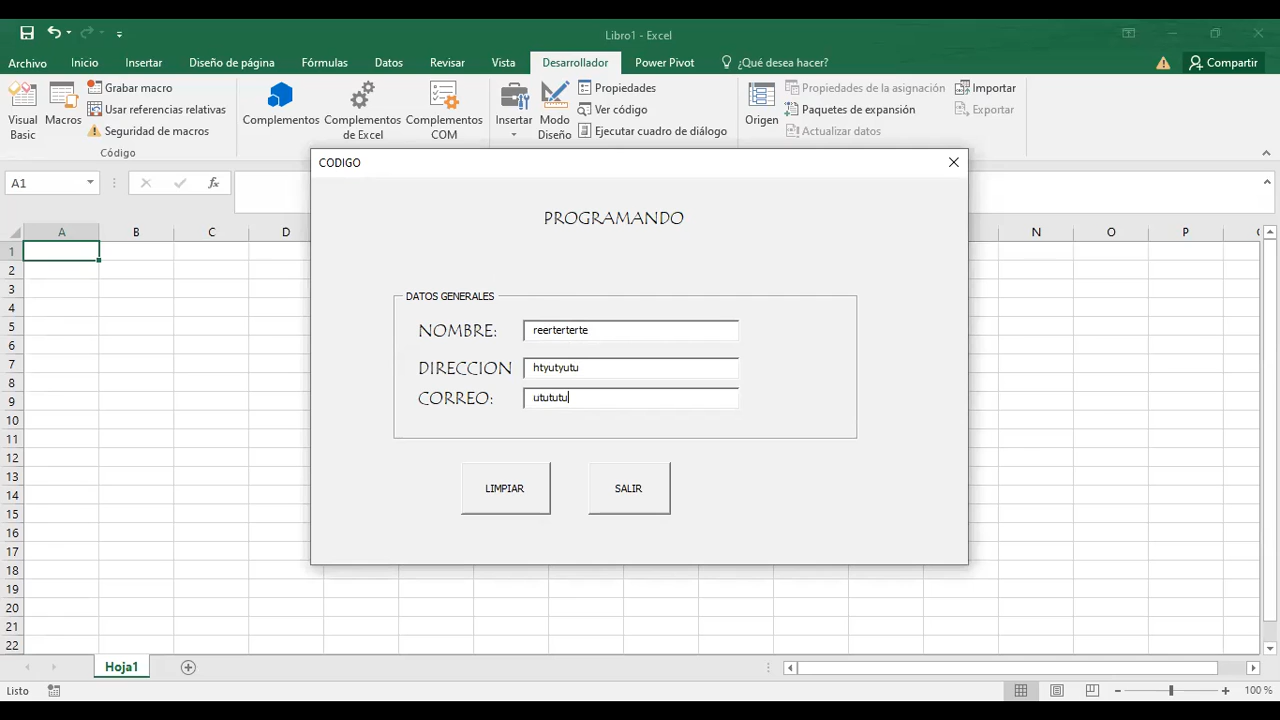 Libro1 - Excel
Archivo Inicio Insertar Diseño de página Fórmulas Datos Revisar Vista Desarrollador Power Pivot ¿Qué desea hacer? Compartir
Visual Basic
Macros
Grabar macro
Usar referencias relativas
Seguridad de macros
Código
Complementos
Complementos de Excel
Complementos COM
Insertar
Modo Diseño
Propiedades
Ver código
Ejecutar cuadro de diálogo
Origen
Propiedades de la asignación
Paquetes de expansión
Actualizar datos
Importar
Exportar
A1 fx
CODIGO
PROGRAMANDO
DATOS GENERALES
NOMBRE: reerterterte
DIRECCION htyutyutu
CORREO: utututu
LIMPIAR SALIR
A B C D N O P
1
2
3
4
5
6
7
8
9
10
11
12
13
14
15
16
17
18
19
20
21
22
Hoja1
Listo 100 %